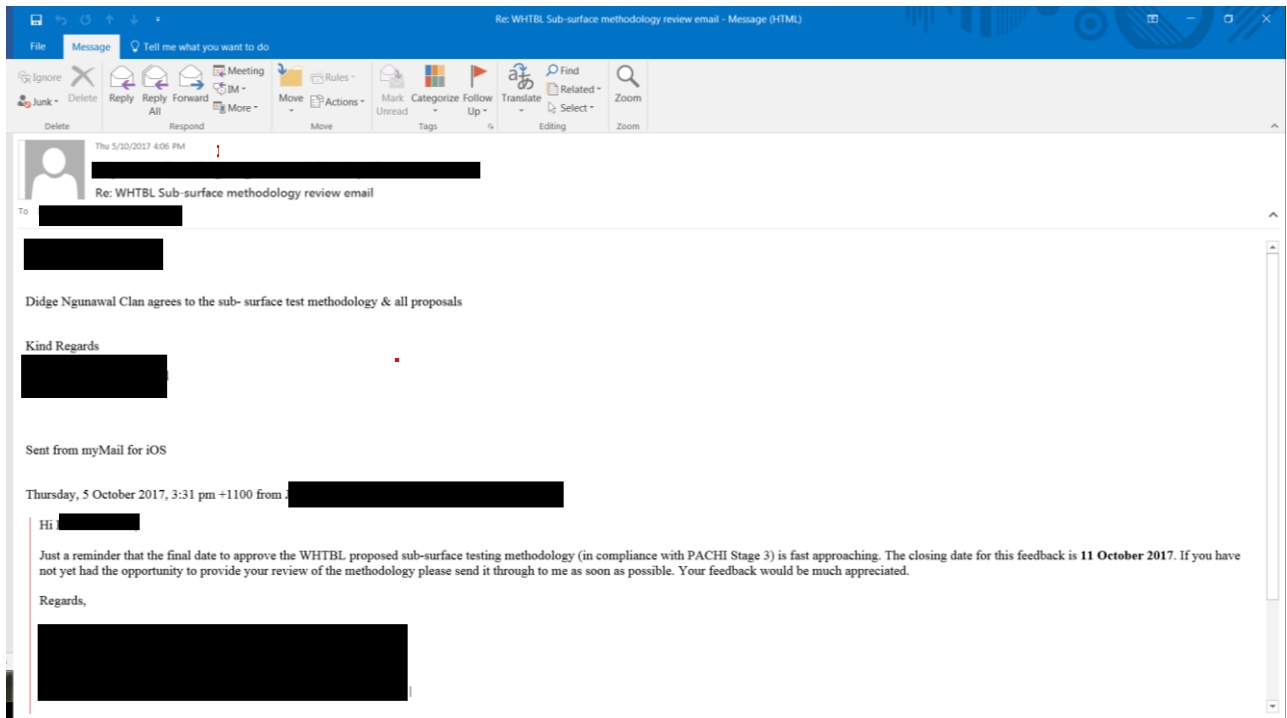 Re: WHTBL Sub-surface methodology review email - Message (HTML)
File Message Tell me what you want to do
Ignore
Junk
Delete
Reply
Reply All
Forward
Meeting
IM
More
Move
Rules
Actions
Mark Unread
Categorize
Follow Up
Translate
Find
Related
Select
Zoom
Delete Respond Move Tags Editing Zoom
Thu 5/10/2017 4:06 PM
Re: WHTBL Sub-surface methodology review email
To
Didge Ngunawal Clan agrees to the sub- surface test methodology & all proposals
Kind Regards
Sent from myMail for iOS
Thursday, 5 October 2017, 3:31 pm +1100 from
Hi
Just a reminder that the final date to approve the WHTBL proposed sub-surface testing methodology (in compliance with PACHI Stage 3) is fast approaching. The closing date for this feedback is 11 October 2017. If you have
not yet had the opportunity to provide your review of the methodology please send it through to me as soon as possible. Your feedback would be much appreciated.
Regards,